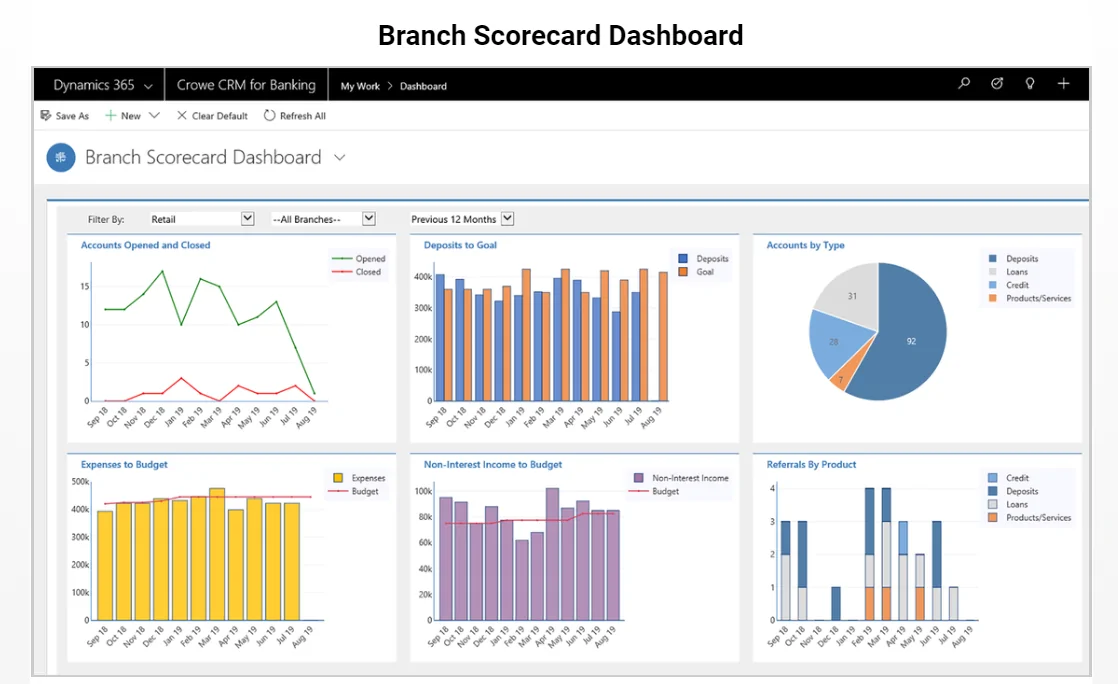 Branch Scorecard Dashboard
Dynamics 365 Crowe CRM for Banking My Work > Dashboard
Save As New Clear Default Refresh All
Branch Scorecard Dashboard
Filter By: Retail --All Branches-- Previous 12 Months
Accounts Opened and Closed
Opened
Closed
15
10
5
0
Sep 18 Oct 18 Nov 18 Dec 18 Jan 19 Feb 19 Mar 19 Apr 19 May 19 Jun 19 Jul 19 Aug 19
Deposits to Goal
Deposits
Goal
400k
300k
200k
100k
0
Sep 18 Oct 18 Nov 18 Dec 18 Jan 19 Feb 19 Mar 19 Apr 19 May 19 Jun 19 Jul 19 Aug 19
Accounts by Type
Deposits
Loans
Credit
Products/Services
31
28
92
7
Expenses to Budget
Expenses
Budget
500k
400k
300k
200k
100k
0
Sep 18 Oct 18 Nov 18 Dec 18 Jan 19 Feb 19 Mar 19 Apr 19 May 19 Jun 19 Jul 19 Aug 19
Non-Interest Income to Budget
Non-Interest Income
Budget
100k
80k
60k
40k
20k
0
Sep 18 Oct 18 Nov 18 Dec 18 Jan 19 Feb 19 Mar 19 Apr 19 May 19 Jun 19 Jul 19 Aug 19
Referrals By Product
Credit
Deposits
Loans
Products/Services
4
3
2
1
0
Sep 18 Oct 18 Nov 18 Dec 18 Jan 19 Feb 19 Mar 19 Apr 19 May 19 Jun 19 Jul 19 Aug 19